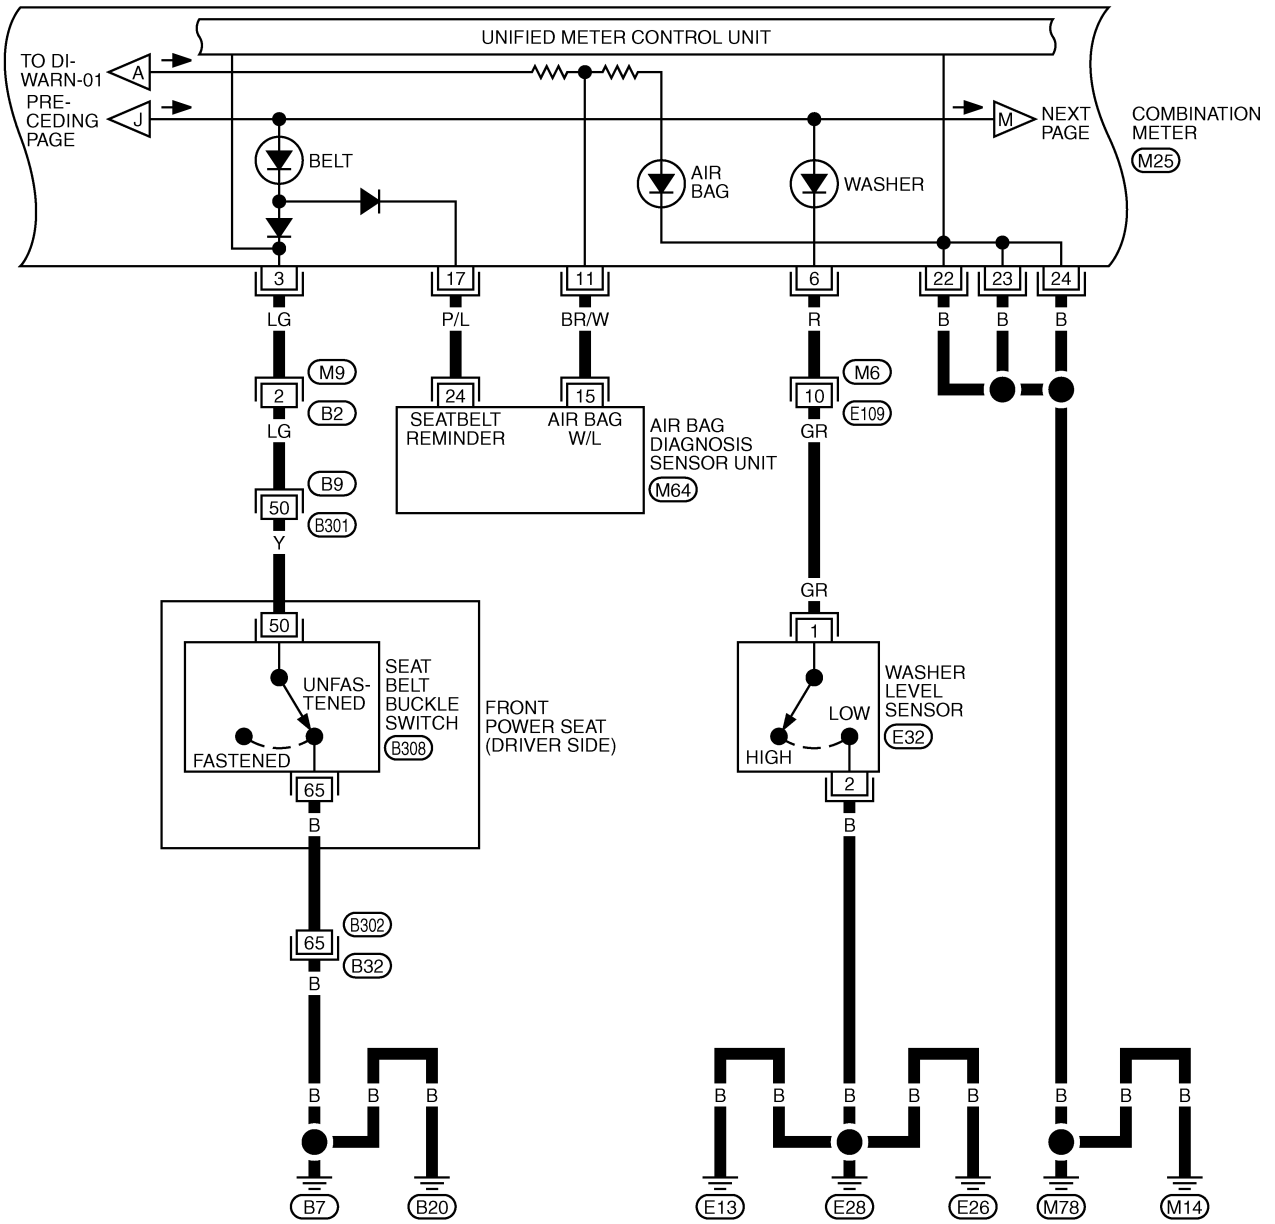 UNIFIED METER CONTROL UNIT
TO DI-
WARN-01
A
PRE-
CEDING
PAGE
J
M
NEXT
PAGE
COMBINATION
METER
M25
BELT
AIR
BAG
WASHER
3
17
11
6
22
23
24
LG
P/L
BR/W
R
B
B
B
M9
2
B2
24
15
M6
10
E109
LG
SEATBELT
REMINDER
AIR BAG
W/L
AIR BAG
DIAGNOSIS
SENSOR UNIT
M64
GR
B9
50
B301
Y
GR
50
1
UNFAS-
TENED
FASTENED
SEAT
BELT
BUCKLE
SWITCH
B308
FRONT
POWER SEAT
(DRIVER SIDE)
LOW
HIGH
WASHER
LEVEL
SENSOR
E32
65
2
B
B
B302
65
B32
B
B
B
B
B
B
B
B
B
B
B
B
B7
B20
E13
E28
E26
M78
M14